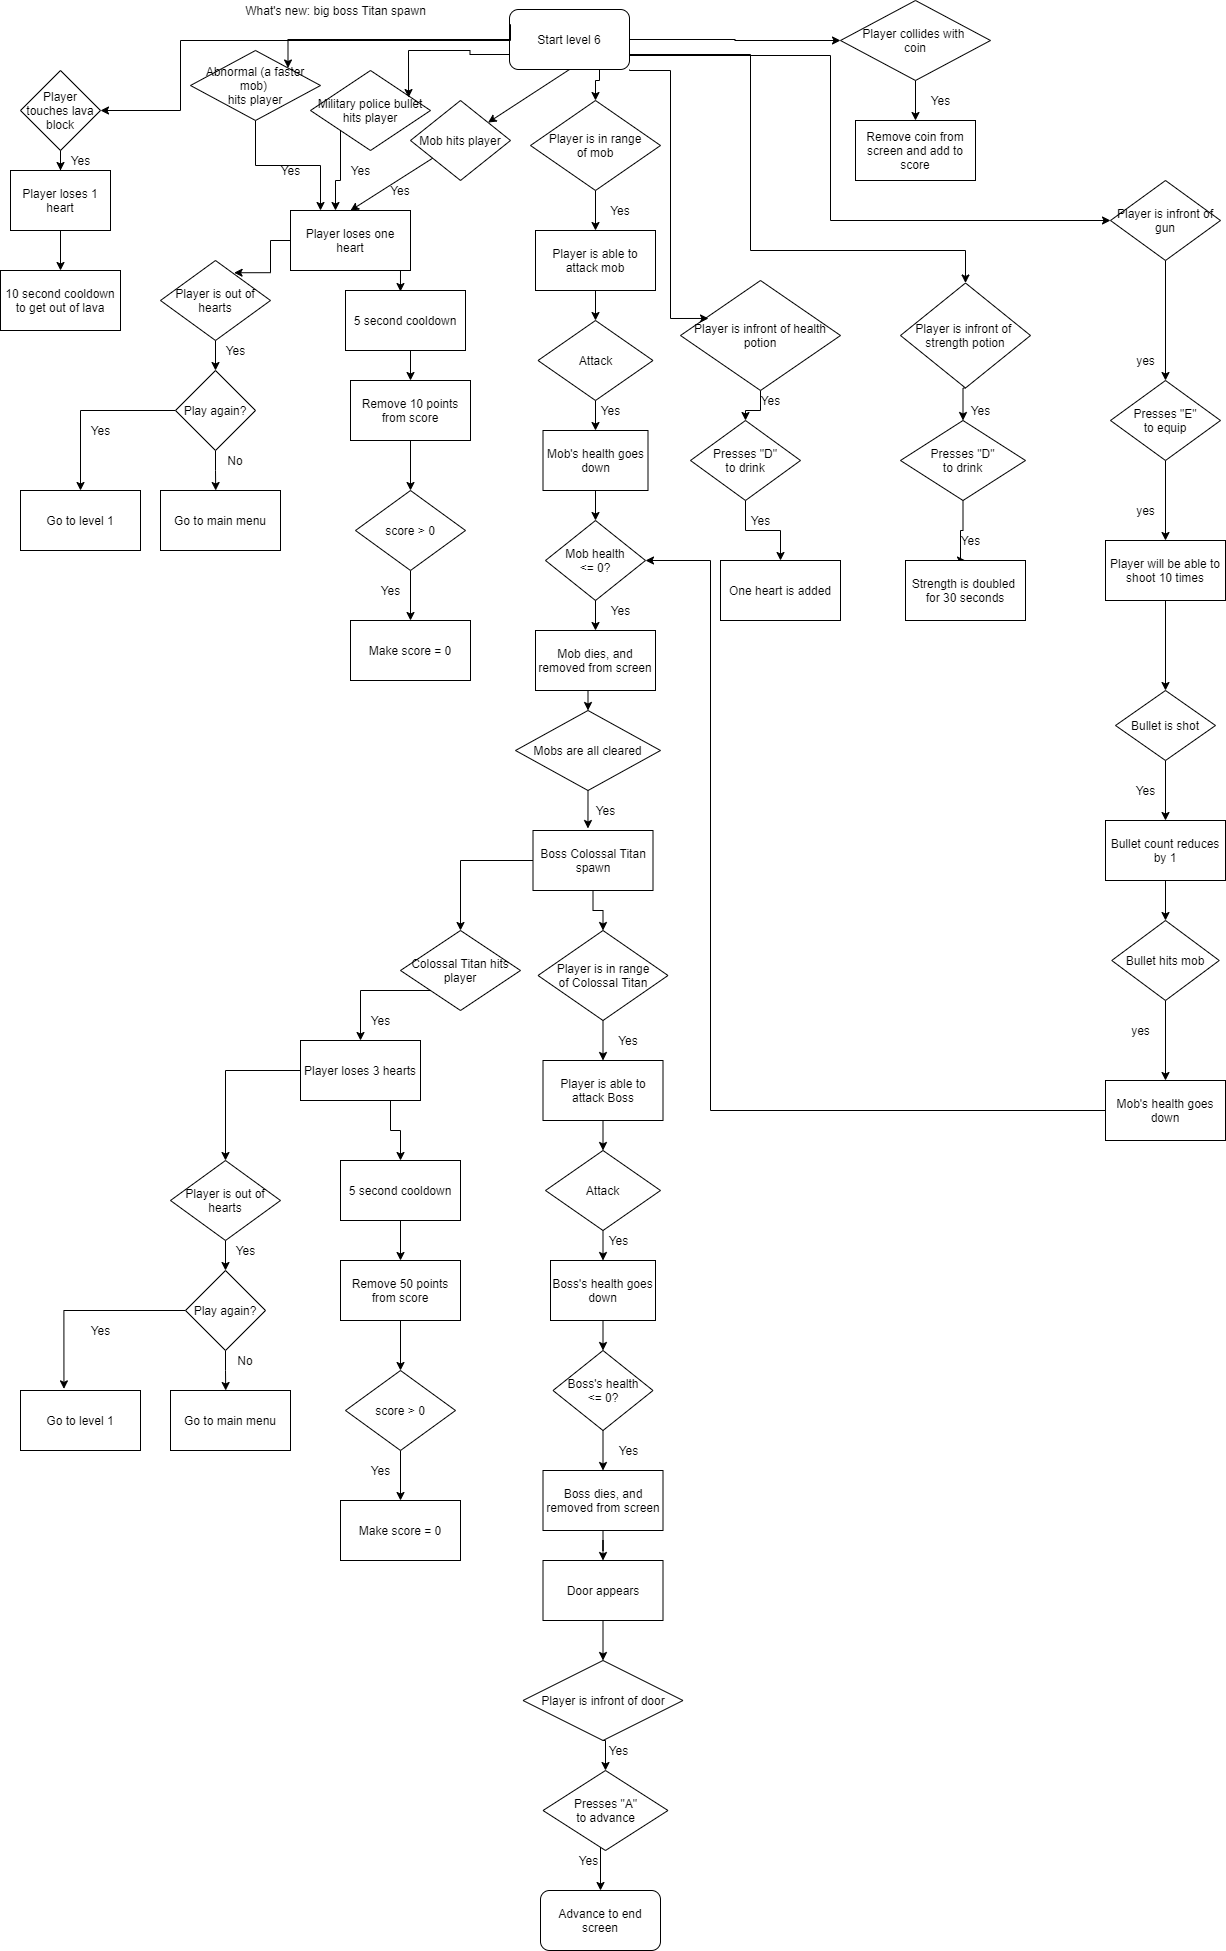 What's new: big boss Titan spawn
Start level 6
Player collides with
coin
Yes
Remove coin from
screen and add to
score
Player
touches lava
block
Yes
Player loses 1
heart
10 second cooldown
to get out of lava
Abnormal (a faster
mob)
hits player
Yes
Military police bullet
hits player
Yes
Mob hits player
Yes
Player loses one
heart
Player is out of
hearts
Yes
Play again?
Yes
No
Go to level 1
Go to main menu
5 second cooldown
Remove 10 points
from score
score > 0
Yes
Make score = 0
Player is in range
of mob
Yes
Player is able to
attack mob
Attack
Yes
Mob's health goes
down
Mob health
<= 0?
Yes
Mob dies, and
removed from screen
Mobs are all cleared
Yes
Boss Colossal Titan
spawn
Player is infront of health
potion
Yes
Presses "D"
to drink
Yes
One heart is added
Player is infront of
strength potion
Yes
Presses "D"
to drink
Yes
Strength is doubled
for 30 seconds
Player is infront of
gun
yes
Presses "E"
to equip
yes
Player will be able to
shoot 10 times
Bullet is shot
Yes
Bullet count reduces
by 1
Bullet hits mob
yes
Mob's health goes
down
Colossal Titan hits
player
Yes
Player loses 3 hearts
Player is out of
hearts
Yes
Play again?
Yes
No
Go to level 1
Go to main menu
5 second cooldown
Remove 50 points
from score
score > 0
Yes
Make score = 0
Player is in range
of Colossal Titan
Yes
Player is able to
attack Boss
Attack
Yes
Boss's health goes
down
Boss's health
<= 0?
Yes
Boss dies, and
removed from screen
Door appears
Player is infront of door
Yes
Presses "A"
to advance
Yes
Advance to end
screen